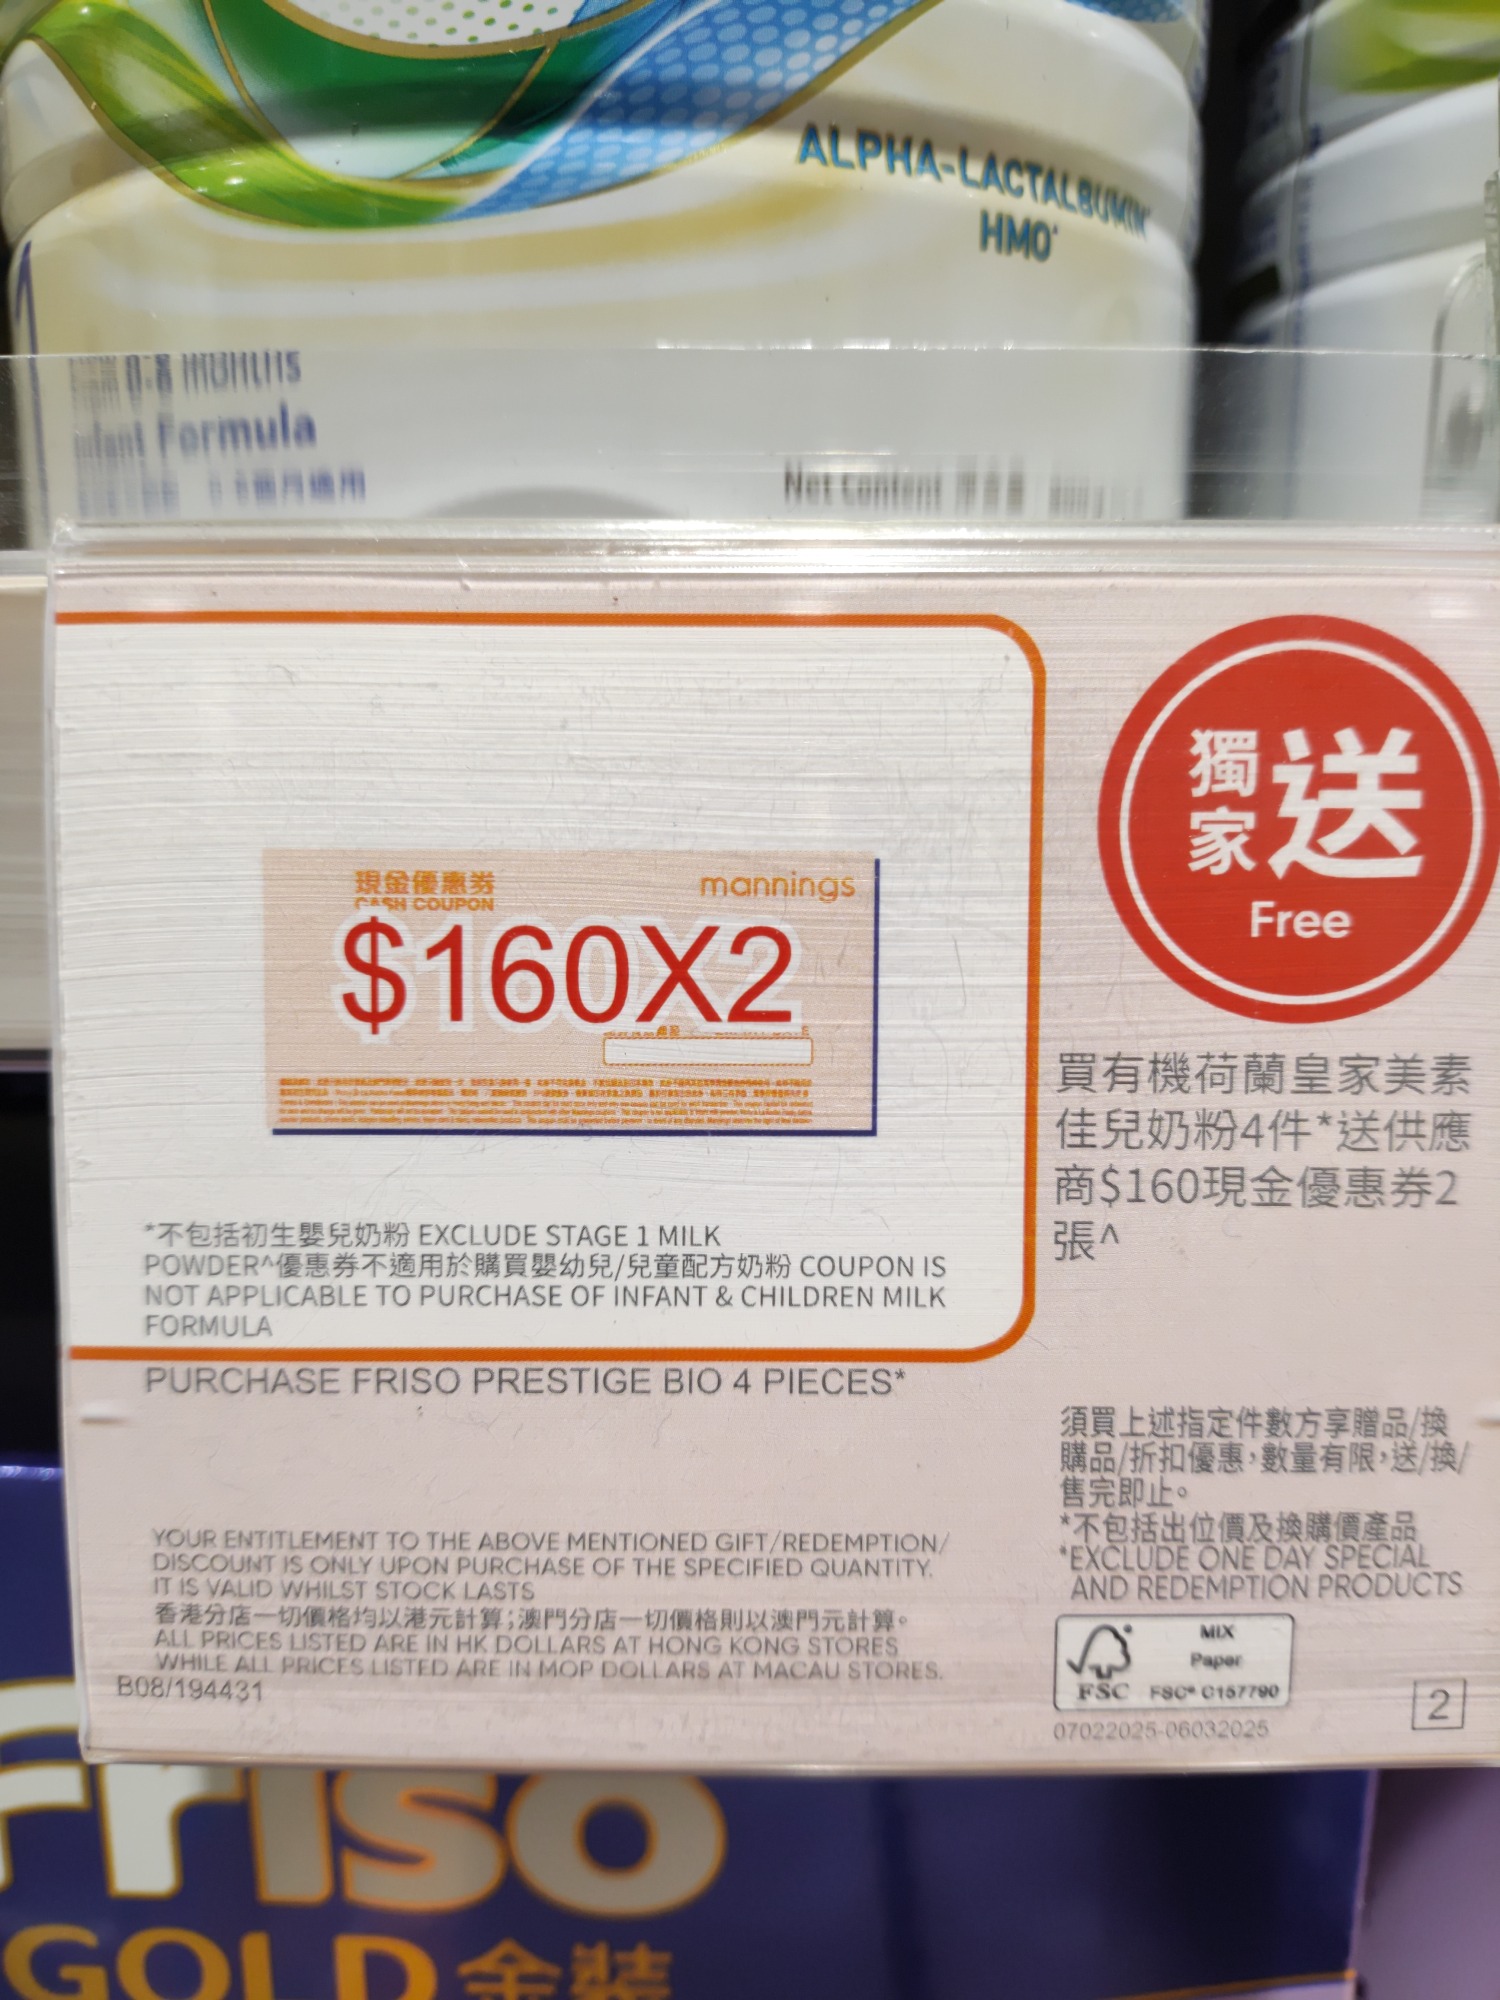 ALPHA-LACTALBUMIN
HMO
months
Infant Formula
個月適用
Net Content
獨家送
Free
現金優惠券
CASH COUPON
mannings
$160X2
買有機荷蘭皇家美素
佳兒奶粉4件*送供應
商$160現金優惠券2
張^
*不包括初生嬰兒奶粉 EXCLUDE STAGE 1 MILK
POWDER^優惠券不適用於購買嬰幼兒/兒童配方奶粉 COUPON IS
NOT APPLICABLE TO PURCHASE OF INFANT & CHILDREN MILK
FORMULA
PURCHASE FRISO PRESTIGE BIO 4 PIECES*
須買上述指定件數方享贈品/換
購品/折扣優惠,數量有限,送/換/
售完即止。
*不包括出位價及換購價產品
*EXCLUDE ONE DAY SPECIAL
AND REDEMPTION PRODUCTS
YOUR ENTITLEMENT TO THE ABOVE MENTIONED GIFT/REDEMPTION/
DISCOUNT IS ONLY UPON PURCHASE OF THE SPECIFIED QUANTITY.
IT IS VALID WHILST STOCK LASTS
香港分店一切價格均以港元計算;澳門分店一切價格則以澳門元計算。
ALL PRICES LISTED ARE IN HK DOLLARS AT HONG KONG STORES
WHILE ALL PRICES LISTED ARE IN MOP DOLLARS AT MACAU STORES.
B08/194431
FSC
MIX
Paper
FSC® C157790
07022025-06032025
2
Friso
GOLD 金裝